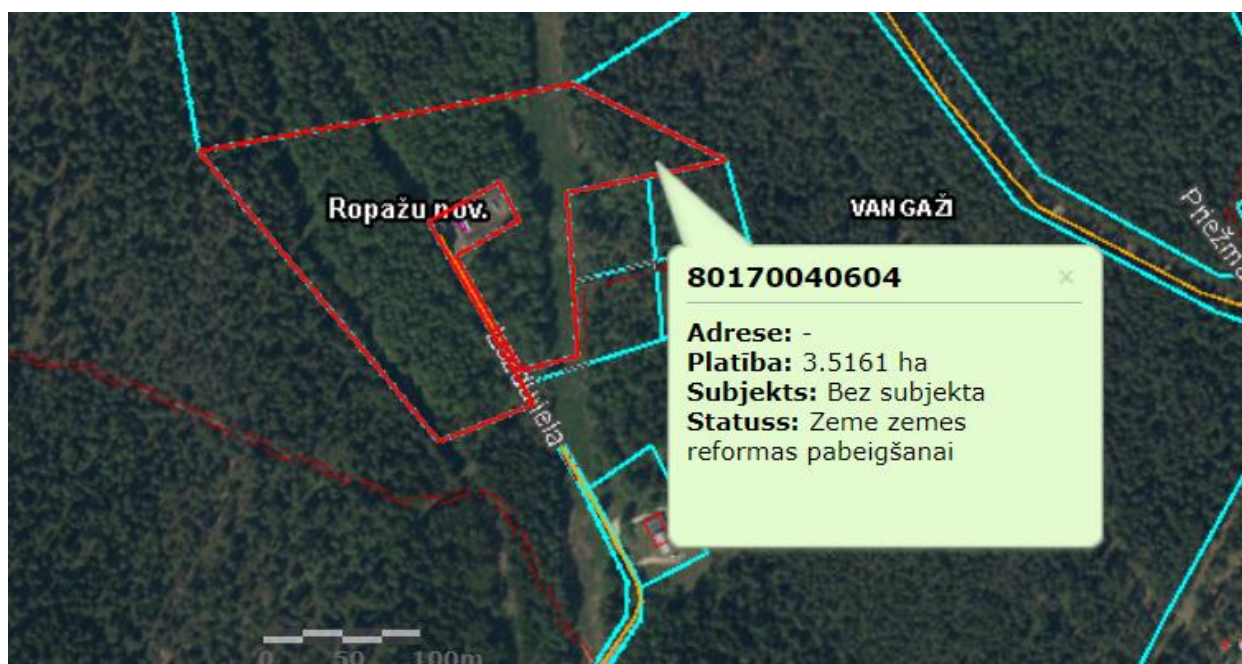 Ropažu nov.
VANGAŽI
80170040604 ×
Adrese: -
Platība: 3.5161 ha
Subjekts: Bez subjekta
Statuss: Zeme zemes
reformas pabeigšanai
0 50 100m